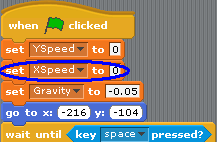 when clicked
set YSpeed to 0
set XSpeed to 0
set Gravity to -0.05
go to x: -216 y: -104
wait until key space pressed?